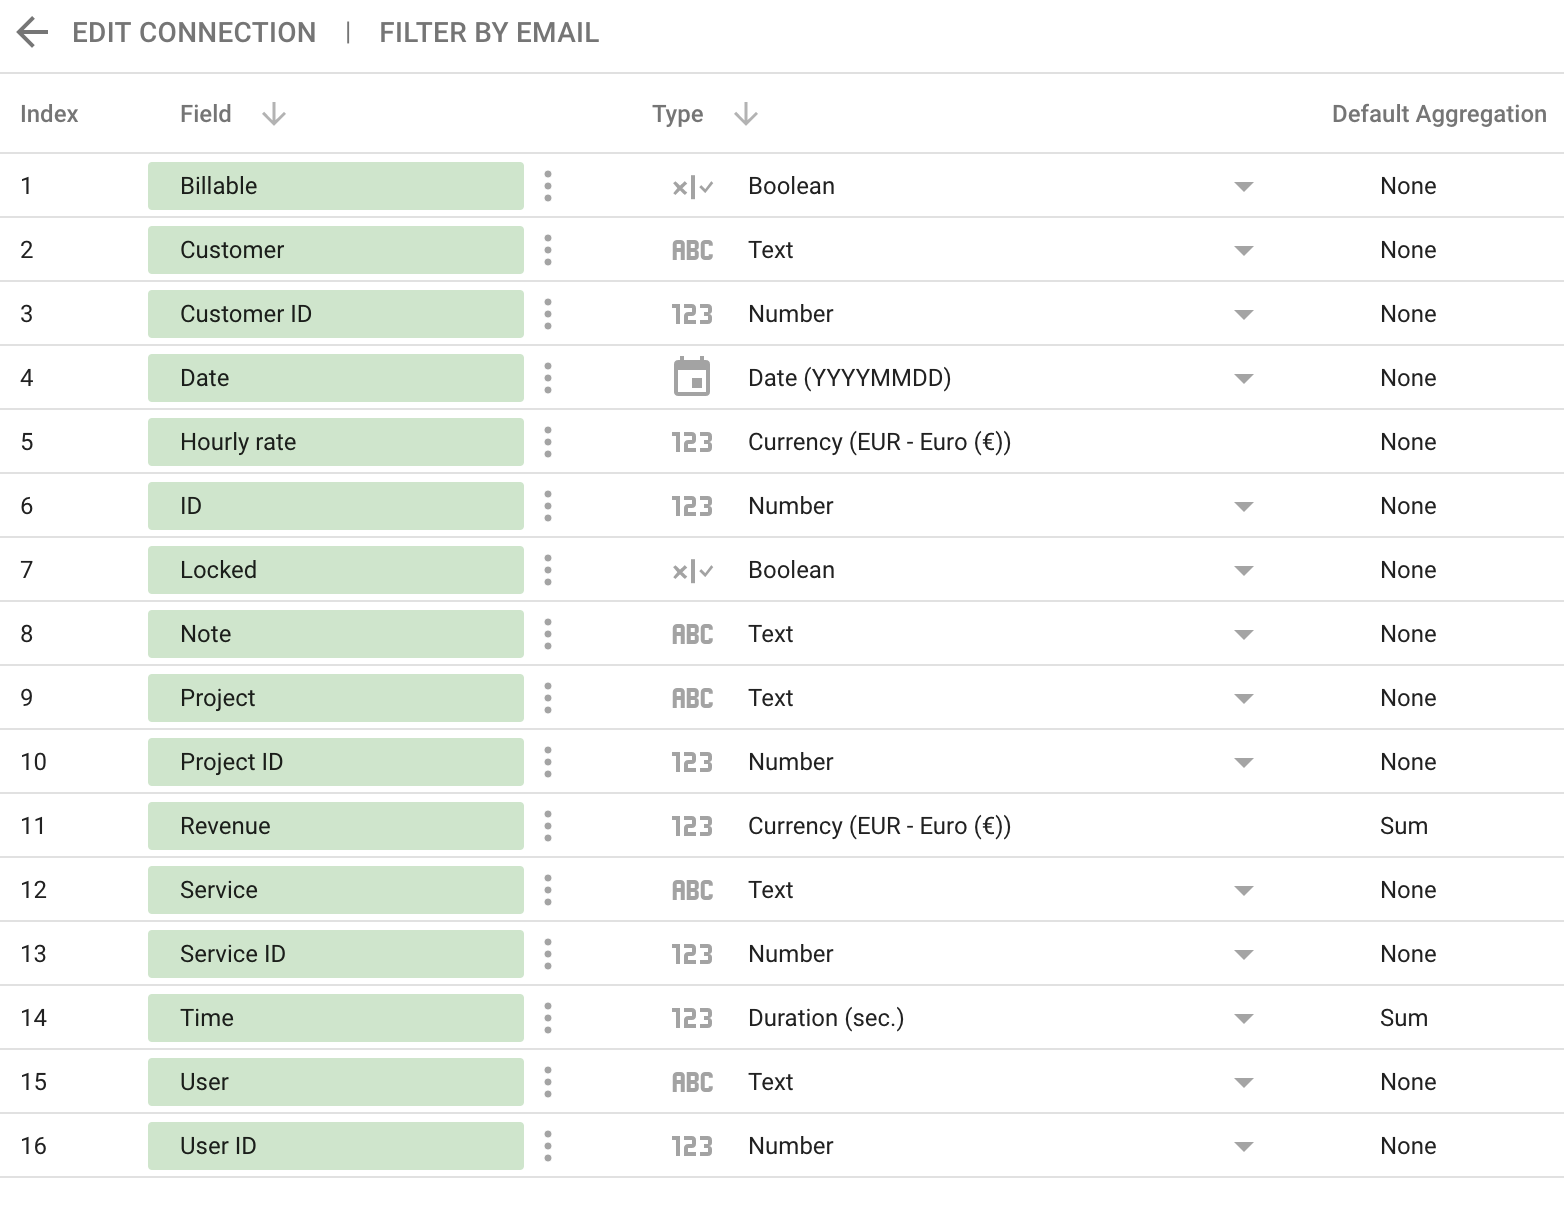 EDIT CONNECTION | FILTER BY EMAIL
Index Field Type Default Aggregation
1 Billable Boolean None
2 Customer ABC Text None
3 Customer ID 123 Number None
4 Date Date (YYYYMMDD) None
5 Hourly rate 123 Currency (EUR - Euro (€)) None
6 ID 123 Number None
7 Locked Boolean None
8 Note ABC Text None
9 Project ABC Text None
10 Project ID 123 Number None
11 Revenue 123 Currency (EUR - Euro (€)) Sum
12 Service ABC Text None
13 Service ID 123 Number None
14 Time 123 Duration (sec.) Sum
15 User ABC Text None
16 User ID 123 Number None